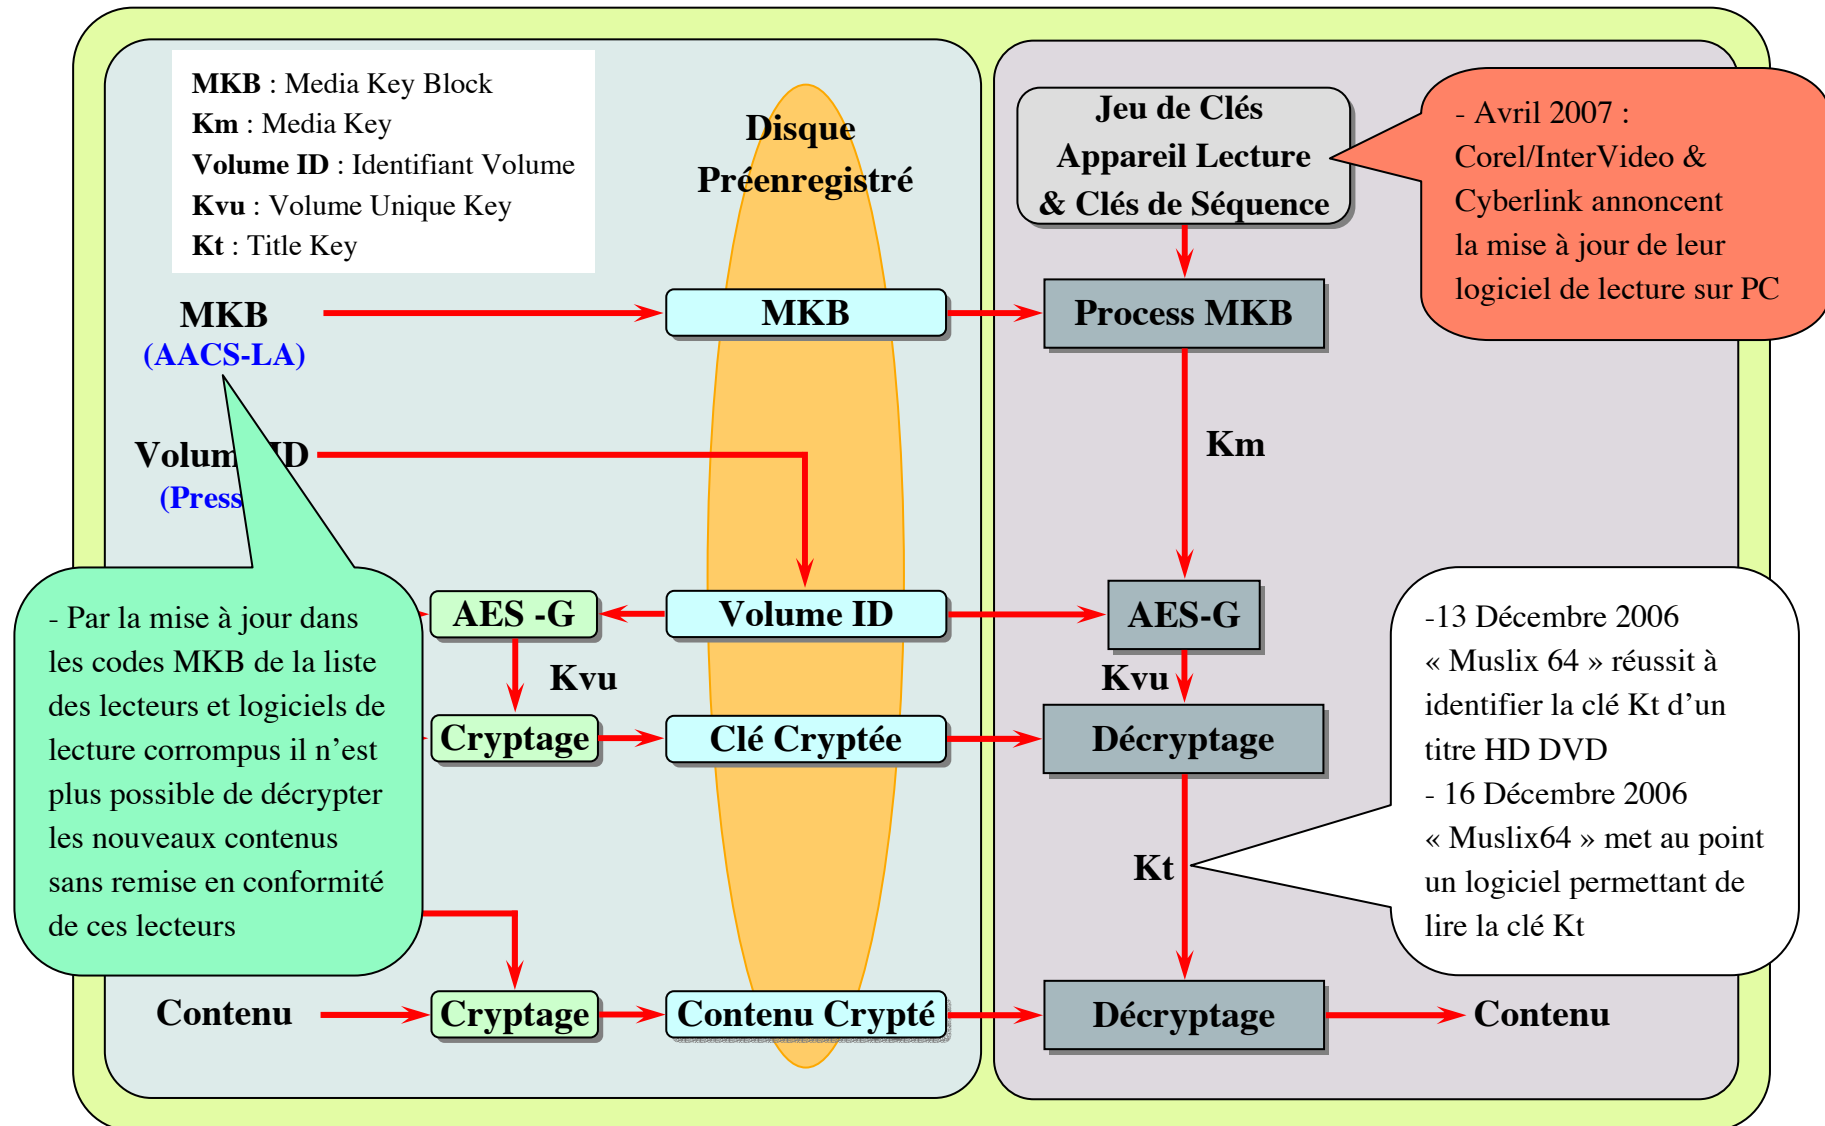 MKB : Media Key Block
Km : Media Key
Volume ID : Identifiant Volume
Kvu : Volume Unique Key
Kt : Title Key
Disque
Préenregistré
Jeu de Clés
Appareil Lecture
& Clés de Séquence
- Avril 2007 :
Corel/InterVideo &
Cyberlink annoncent
la mise à jour de leur
logiciel de lecture sur PC
MKB
(AACS-LA)
MKB
Process MKB
Km
Volum ID
(Press
AES -G
Volume ID
AES-G
Kvu
Kvu
Cryptage
Clé Cryptée
Décryptage
- Par la mise à jour dans
les codes MKB de la liste
des lecteurs et logiciels de
lecture corrompus il n’est
plus possible de décrypter
les nouveaux contenus
sans remise en conformité
de ces lecteurs
-13 Décembre 2006
« Muslix 64 » réussit à
identifier la clé Kt d’un
titre HD DVD
- 16 Décembre 2006
« Muslix64 » met au point
un logiciel permettant de
lire la clé Kt
Kt
Contenu
Cryptage
Contenu Crypté
Décryptage
Contenu